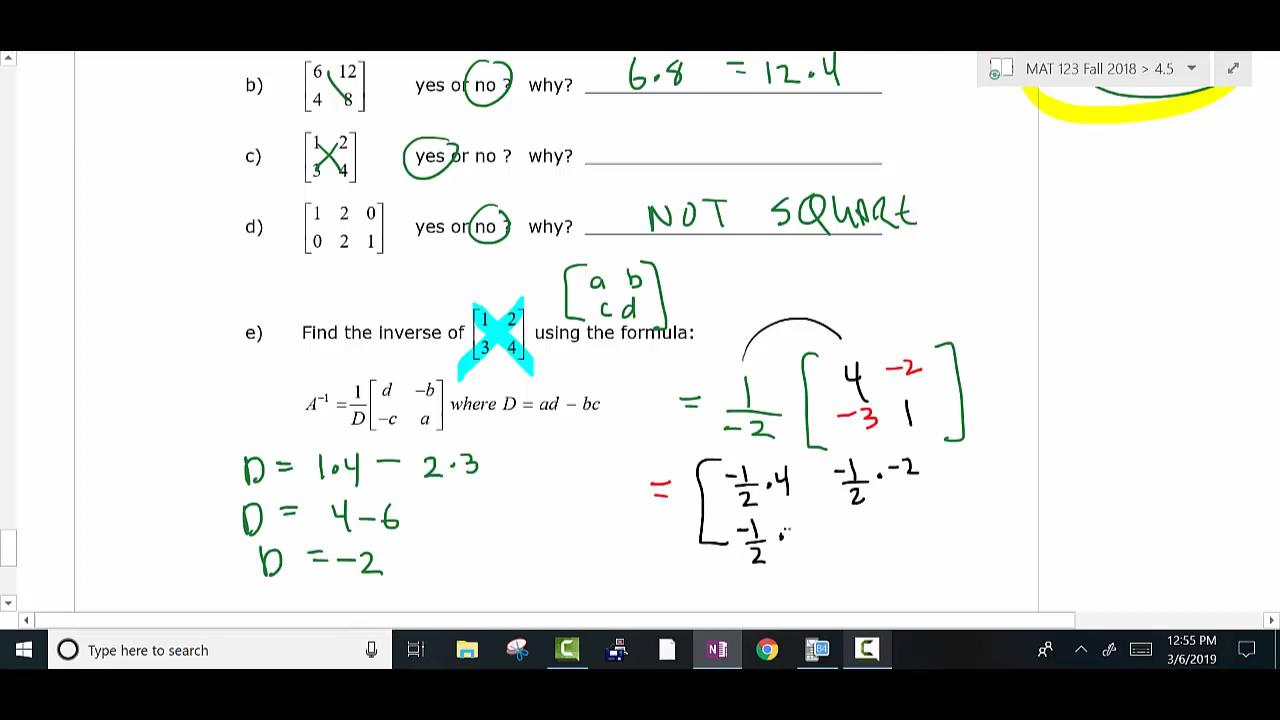 MAT 123 Fall 2018 > 4.5
b) [6 12 4 8] yes or no ? why? 6.8 = 12.4
c) [1 2 3 4] yes or no ? why?
d) [1 2 0 0 2 1] yes or no ? why? NOT SQUARE
[a b c d]
e) Find the inverse of [1 2 3 4] using the formula:
A⁻¹ = 1/D [d -b -c a] where D = ad – bc
= 1/-2 [4 -2 -3 1]
D = 1•4 – 2•3
= [-1/2 • 4 -1/2 • -2
D = 4 – 6
-1/2 •
D = -2
Type here to search
12:55 PM
3/6/2019